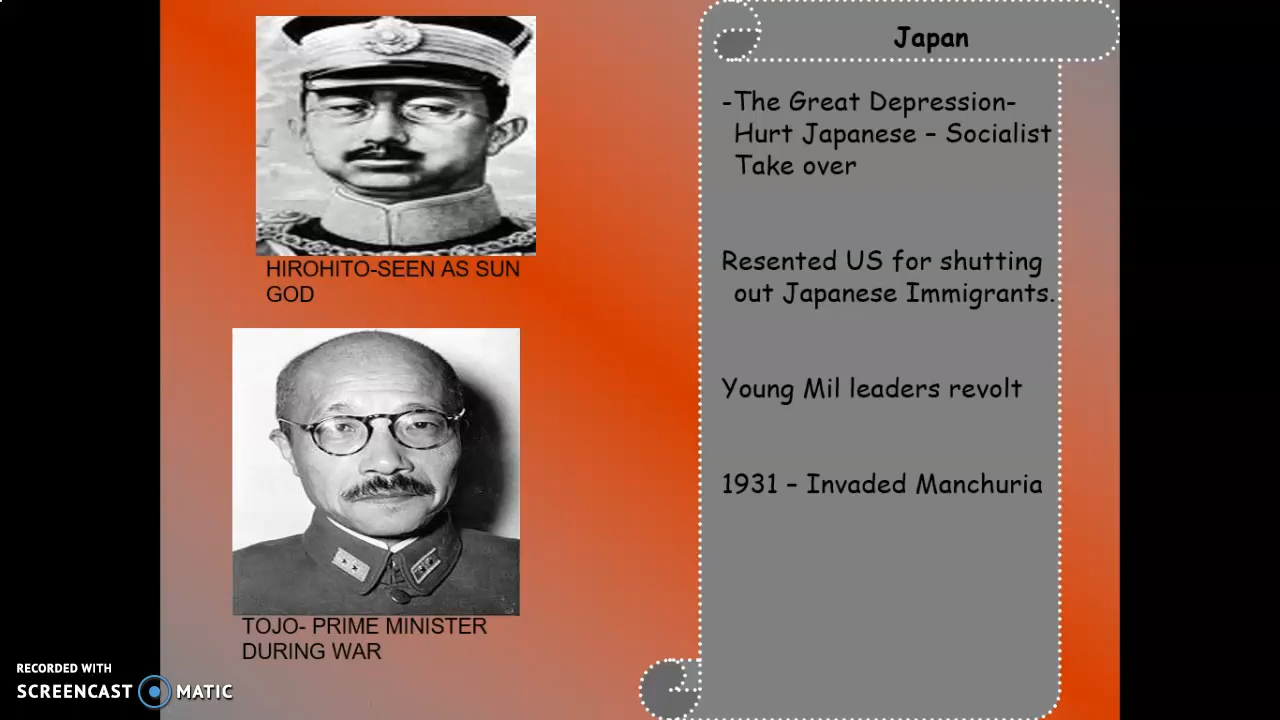 HIROHITO-SEEN AS SUN
GOD
TOJO- PRIME MINISTER
DURING WAR
Japan
-The Great Depression-
Hurt Japanese – Socialist
Take over
Resented US for shutting
out Japanese Immigrants.
Young Mil leaders revolt
1931 – Invaded Manchuria
RECORDED WITH
SCREENCAST MATIC